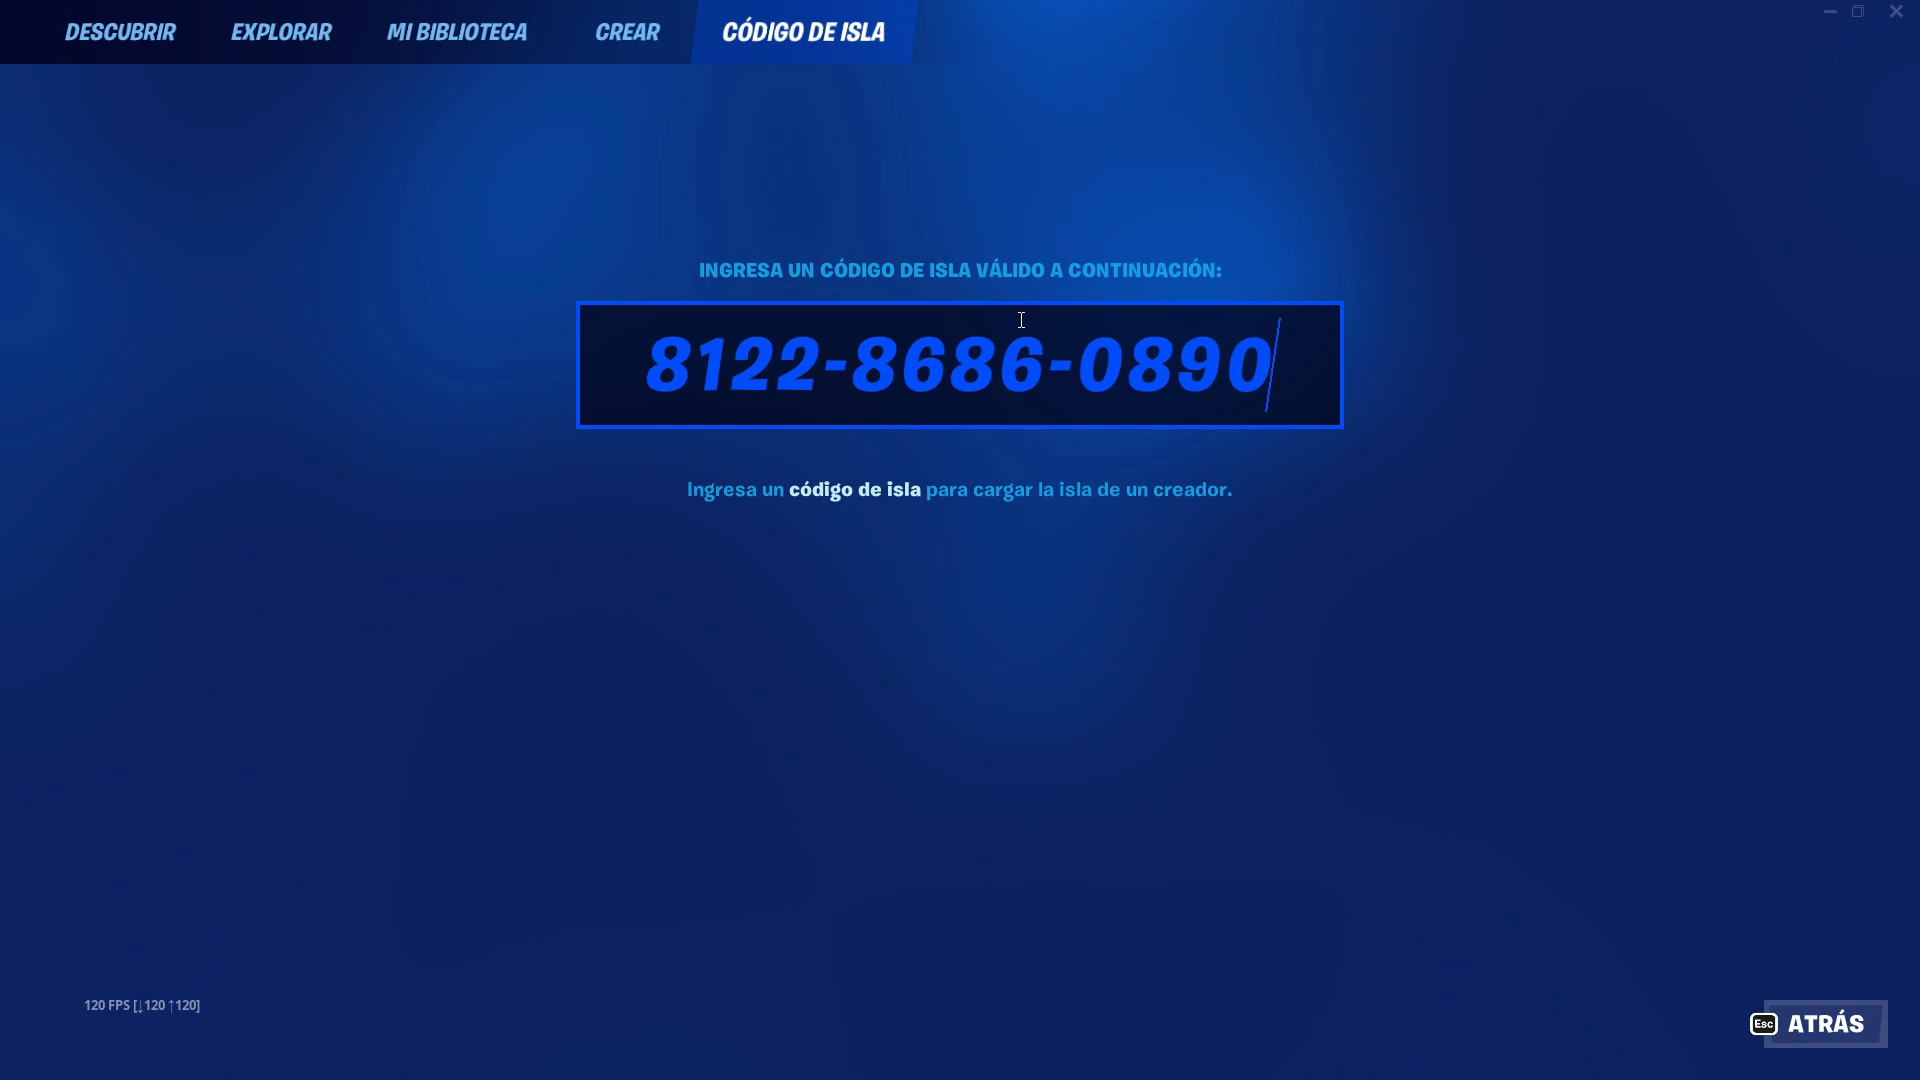 DESCUBRIR EXPLORAR MI BIBLIOTECA CREAR CÓDIGO DE ISLA
INGRESA UN CÓDIGO DE ISLA VÁLIDO A CONTINUACIÓN:
8122-8686-0890
Ingresa un código de isla para cargar la isla de un creador.
120 FPS [↓120 ↑120]
Esc ATRÁS